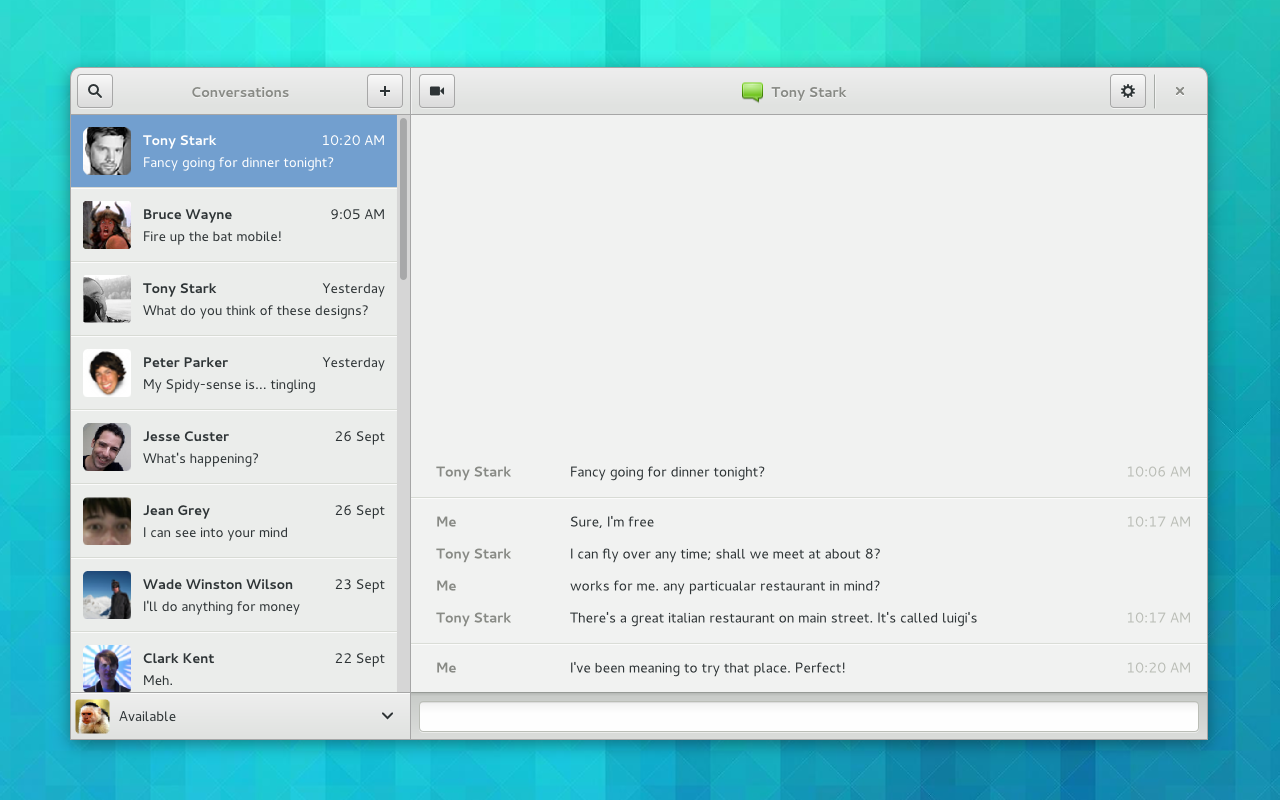 Conversations
Tony Stark
Tony Stark 10:20 AM
Fancy going for dinner tonight?
Bruce Wayne 9:05 AM
Fire up the bat mobile!
Tony Stark Yesterday
What do you think of these designs?
Peter Parker Yesterday
My Spidy-sense is... tingling
Jesse Custer 26 Sept
What's happening?
Jean Grey 26 Sept
I can see into your mind
Wade Winston Wilson 23 Sept
I'll do anything for money
Clark Kent 22 Sept
Meh.
Available
Tony Stark Fancy going for dinner tonight? 10:06 AM
Me Sure, I'm free 10:17 AM
Tony Stark I can fly over any time; shall we meet at about 8?
Me works for me. any particualar restaurant in mind?
Tony Stark There's a great italian restaurant on main street. It's called luigi's 10:17 AM
Me I've been meaning to try that place. Perfect! 10:20 AM